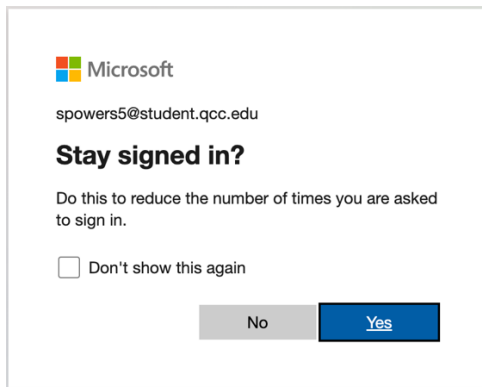 Microsoft
spowers5@student.qcc.edu
Stay signed in?
Do this to reduce the number of times you are asked
to sign in.
Don't show this again
No
Yes